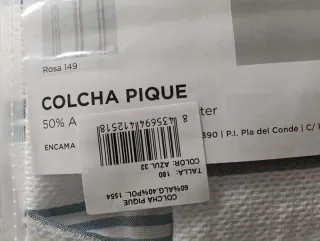 Rosa 149
COLCHA PIQUE
50% A
ter
ENCAMA
390 | P.I. Pla del Conde | C/
COLCHA PIQUE
60%ALG.40%POL. 1554
TALLA: 180
COLOR: AZUL 32
8 435694 412518